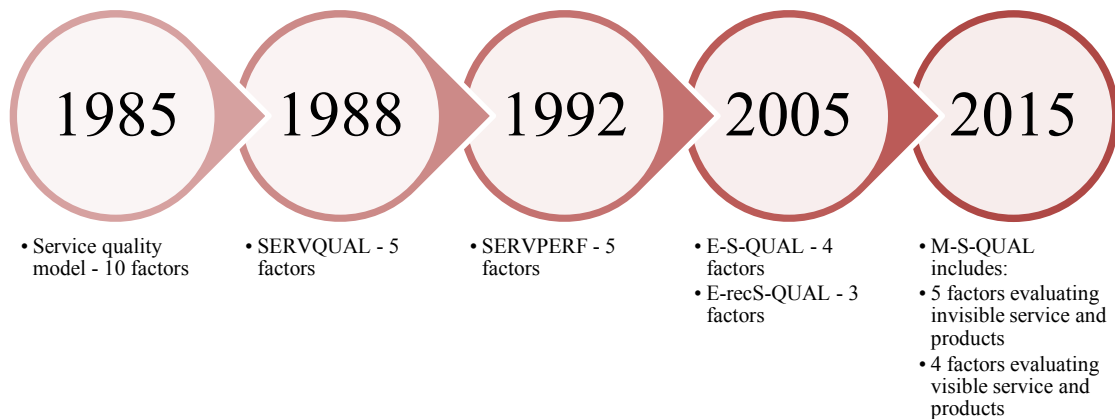 1985
1988
1992
2005
2015
• Service quality
model - 10 factors
• SERVQUAL - 5
factors
• SERVPERF - 5
factors
• E-S-QUAL - 4
factors
• E-recS-QUAL - 3
factors
• M-S-QUAL
includes:
• 5 factors evaluating
invisible service and
products
• 4 factors evaluating
visible service and
products